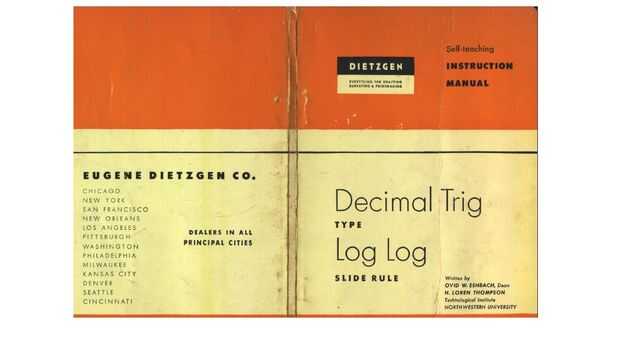 DIETZGEN
EVERYTHING FOR DRAFTING
SURVEYING & PRINTMAKING
Self-teaching
INSTRUCTION
MANUAL
EUGENE DIETZGEN CO.
CHICAGO
NEW YORK
SAN FRANCISCO
NEW ORLEANS
LOS ANGELES
PITTSBURGH
WASHINGTON
PHILADELPHIA
MILWAUKEE
KANSAS CITY
DENVER
SEATTLE
CINCINNATI
DEALERS IN ALL
PRINCIPAL CITIES
Decimal Trig
TYPE
Log Log
SLIDE RULE
Written by
OVID W. ESHBACH, Dean
H. LOREN THOMPSON
Technological Institute
NORTHWESTERN UNIVERSITY